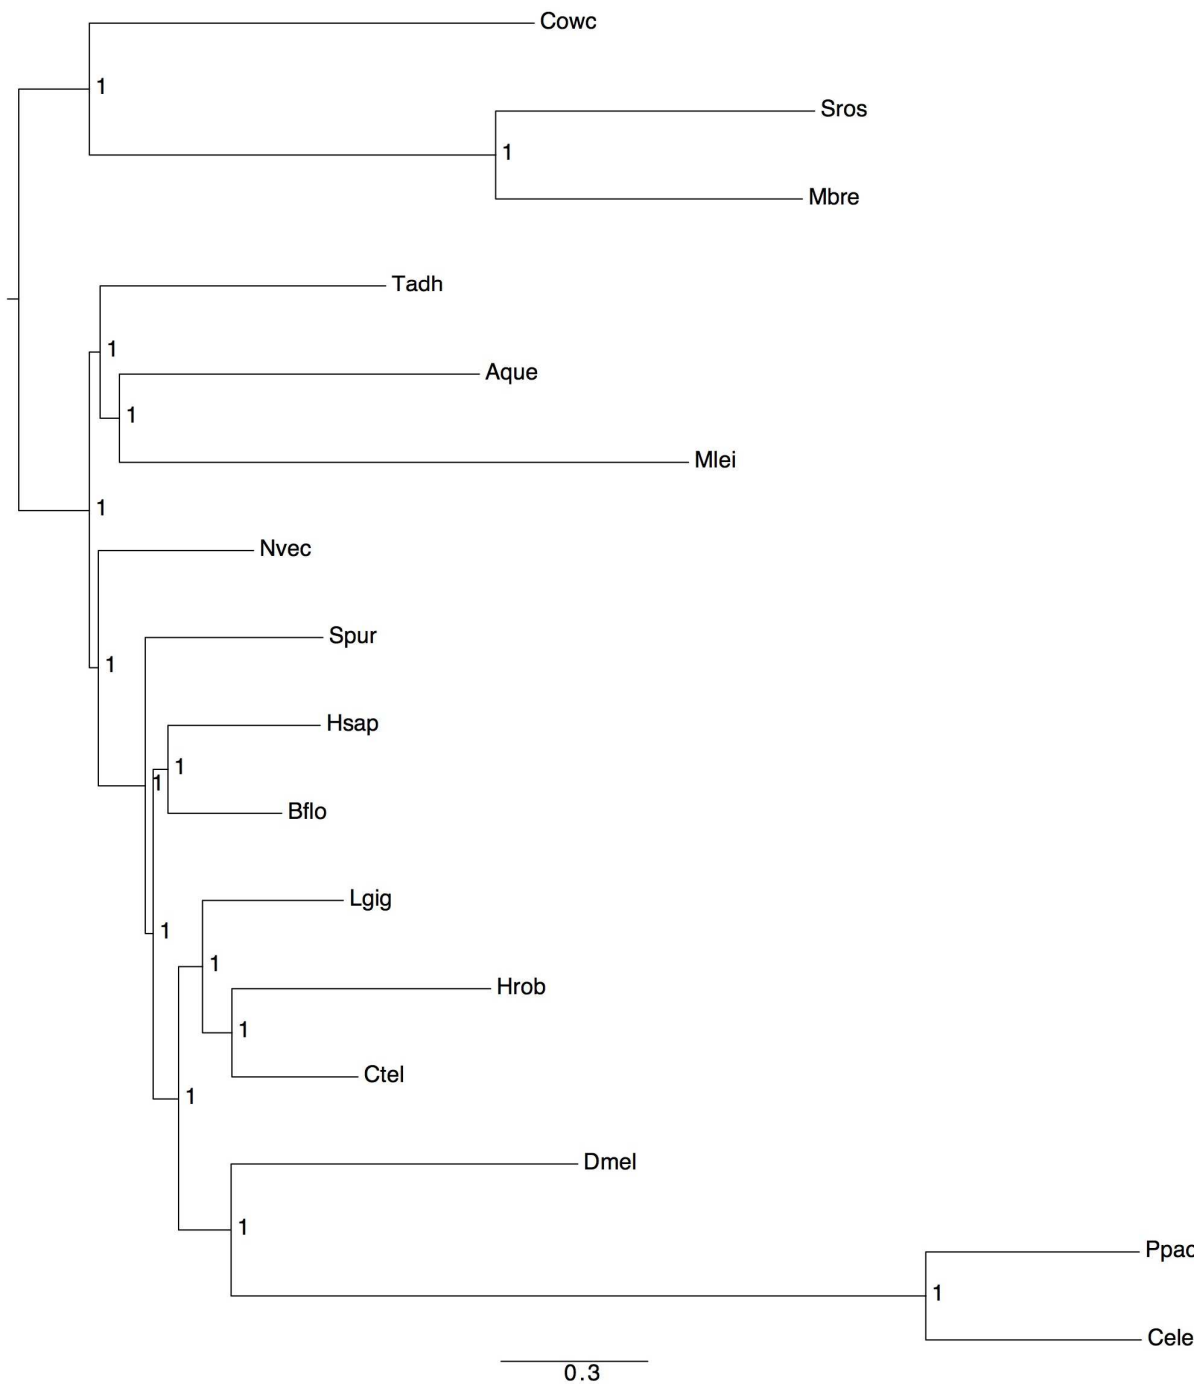 Cowc
1
Sros
1
Mbre
Tadh
1
Aque
1
Mlei
1
Nvec
Spur
1
Hsap
1
1
Bflo
Lgig
1
1
Hrob
1
Ctel
1
Dmel
1
Ppac
1
Cele
0.3